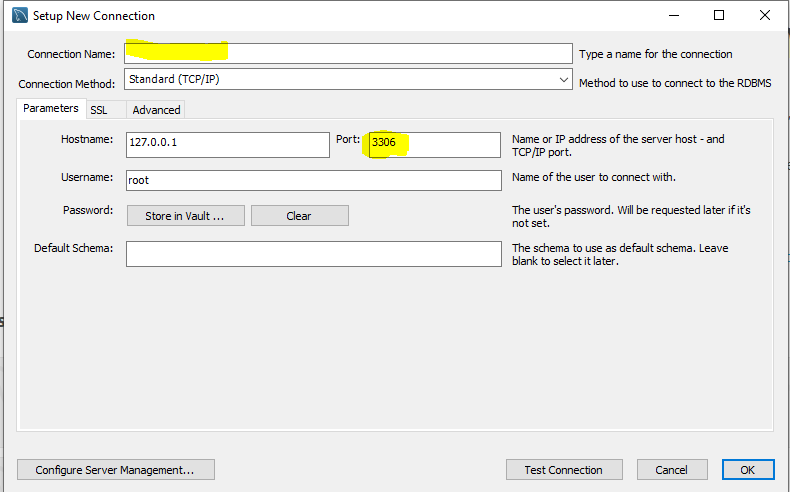 Setup New Connection
Connection Name:
Type a name for the connection
Connection Method:
Standard (TCP/IP)
Method to use to connect to the RDBMS
Parameters
SSL
Advanced
Hostname:
127.0.0.1
Port:
3306
Name or IP address of the server host - and
TCP/IP port.
Username:
root
Name of the user to connect with.
Password:
Store in Vault ...
Clear
The user's password. Will be requested later if it's
not set.
Default Schema:
The schema to use as default schema. Leave
blank to select it later.
Configure Server Management...
Test Connection
Cancel
OK